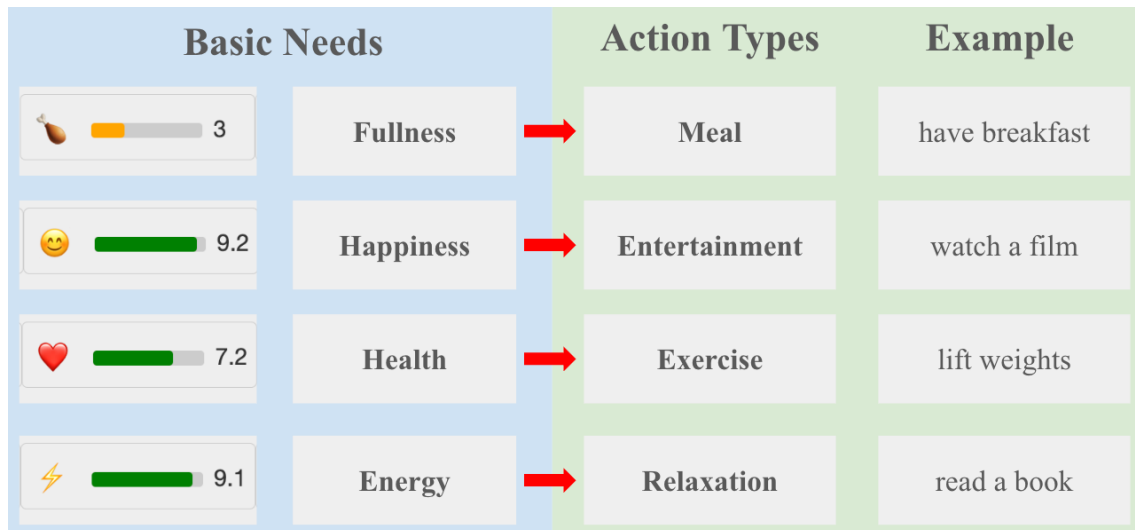 Basic Needs Action Types Example
3 Fullness Meal have breakfast
9.2 Happiness Entertainment watch a film
7.2 Health Exercise lift weights
9.1 Energy Relaxation read a book